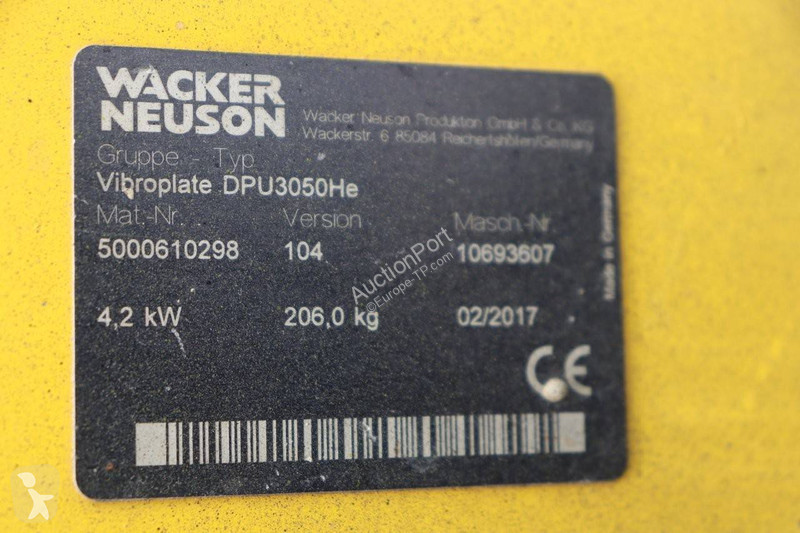 WACKER
NEUSON
Wacker Neuson Produktion GmbH & Co. KG
Wackerstr. 6 85084 Reichertshofen/Germany
Gruppe - Typ
Vibroplate DPU3050He
Mat.-Nr. Version Masch.-Nr.
5000610298 104 10693607
4,2 kW 206,0 kg 02/2017
Made in Germany
CE
AuctionPort
©Europe-TP.com